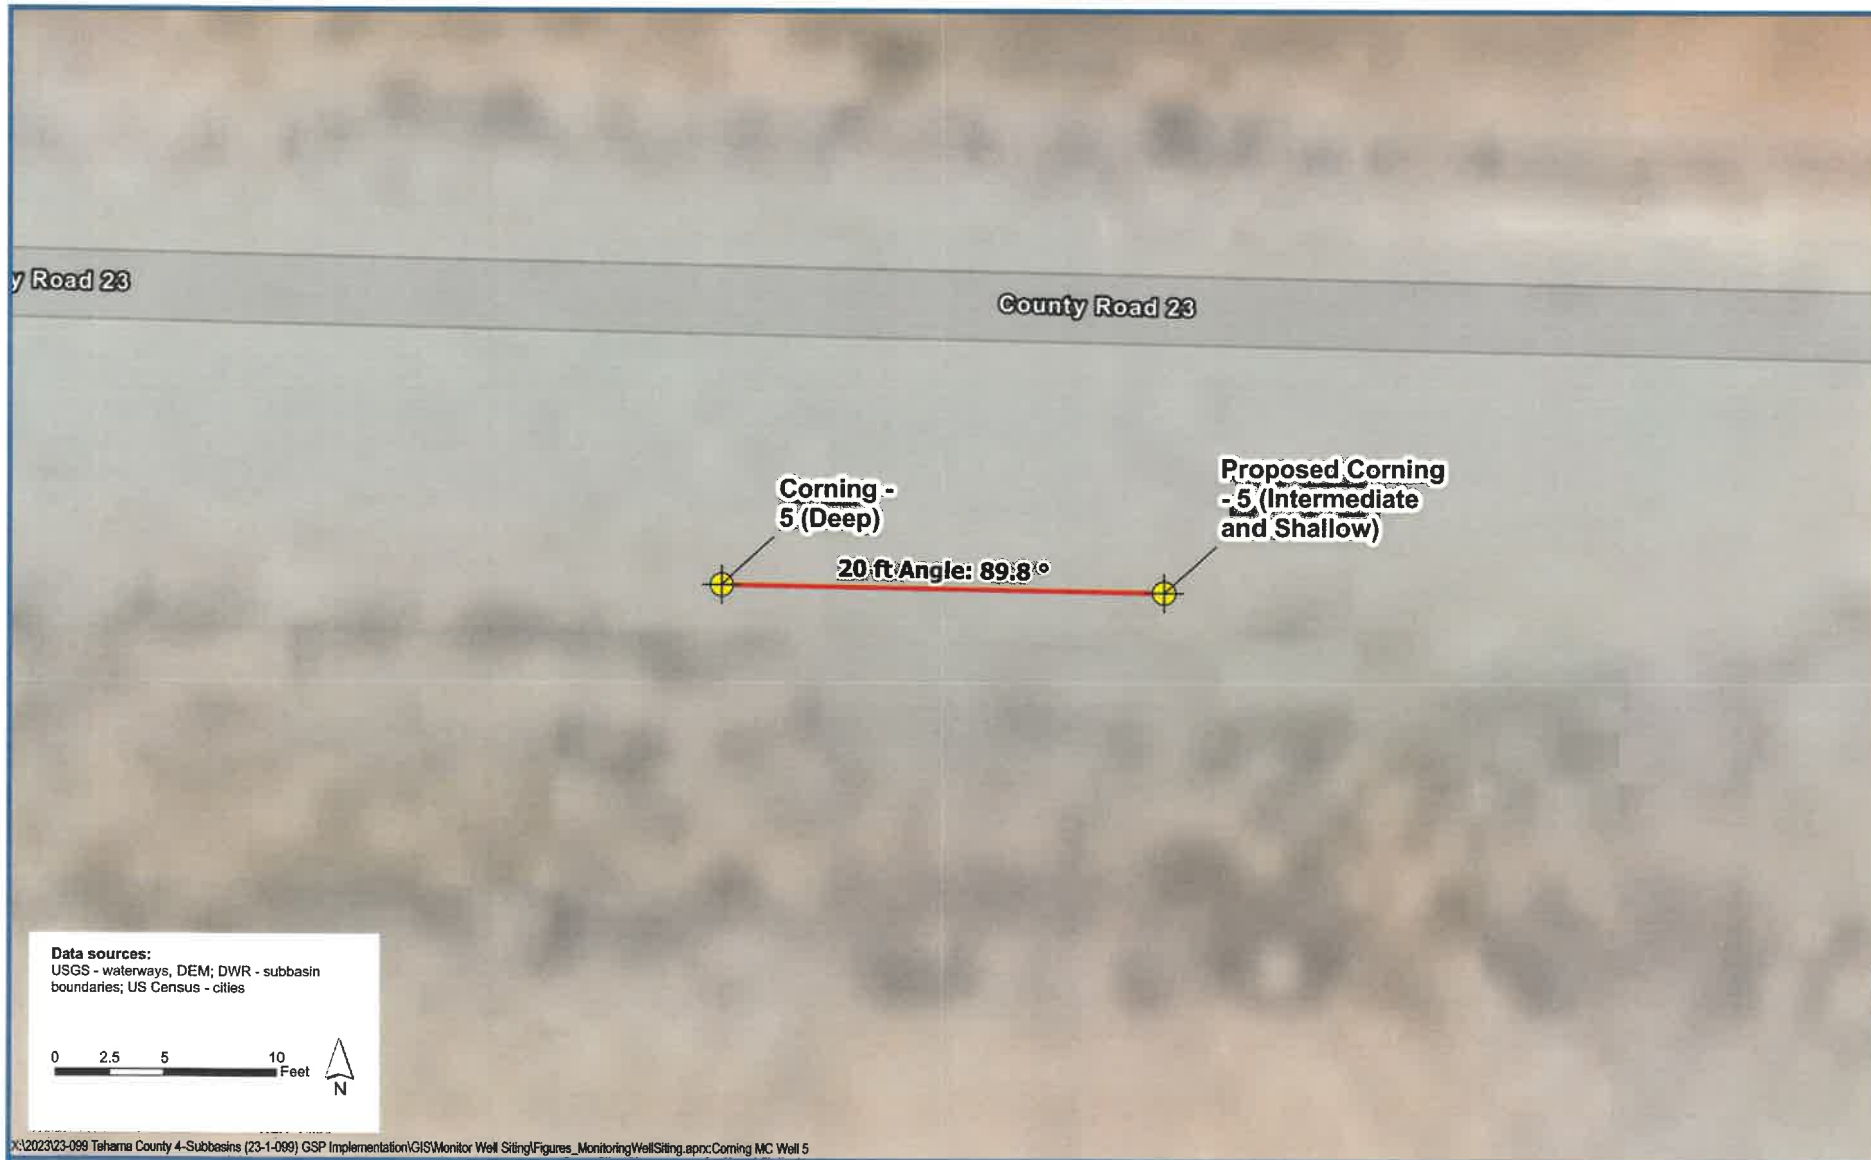 y Road 23
County Road 23
Corning -
5 (Deep)
Proposed Corning
- 5 (Intermediate
and Shallow)
20 ft Angle: 89.8 °
Data sources:
USGS - waterways, DEM; DWR - subbasin
boundaries; US Census - cities
0 2.5 5 10
Feet
N
X:\2023\23-099 Tehama County 4-Subbasins (23-1-099) GSP Implementation\GIS\Monitor Well Siting\Figures_MonitoringWellSiting.aprx:Corning MC Well 5